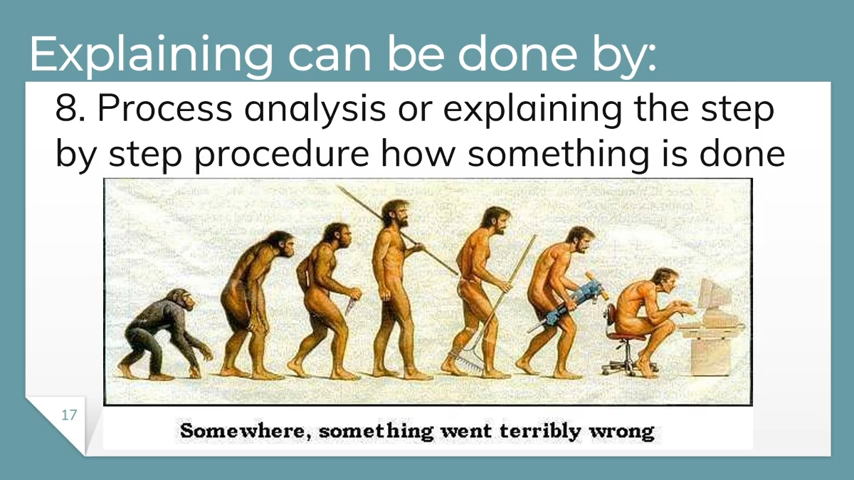 Explaining can be done by:
8. Process analysis or explaining the step
by step procedure how something is done
17
Somewhere, something went terribly wrong